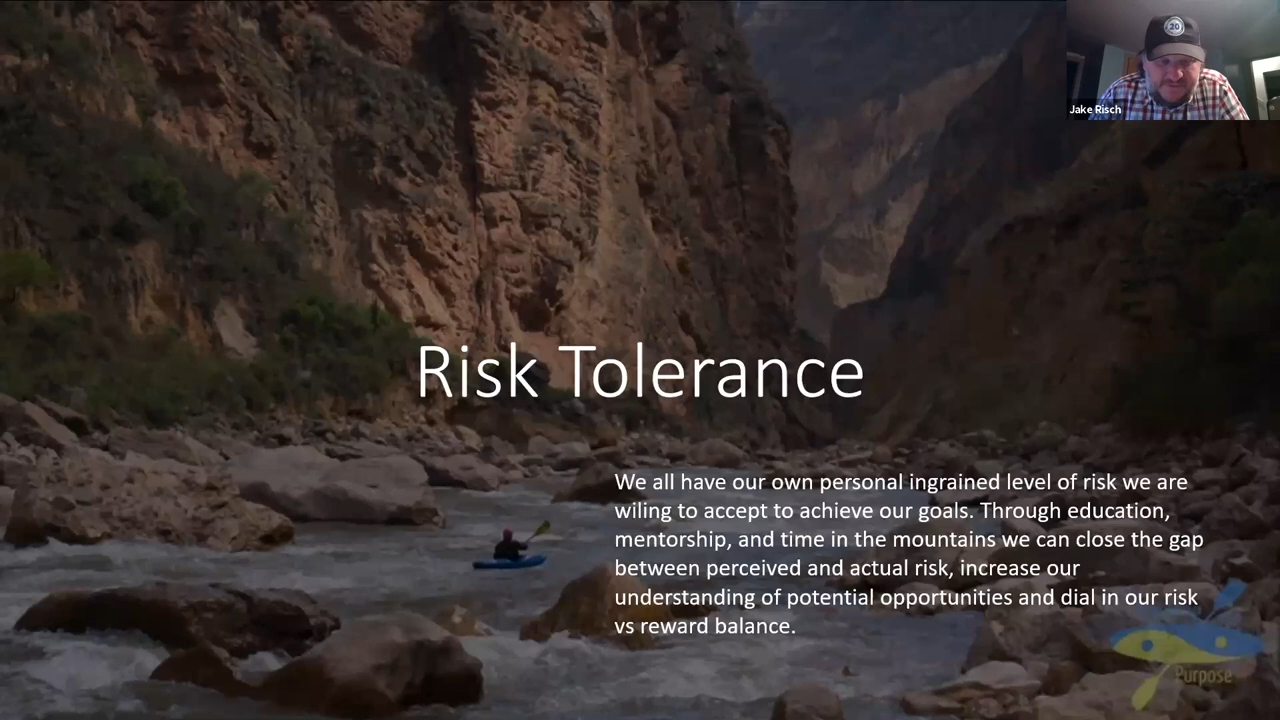 20
Jake Risch
Risk Tolerance
We all have our own personal ingrained level of risk we are
wiling to accept to achieve our goals. Through education,
mentorship, and time in the mountains we can close the gap
between perceived and actual risk, increase our
understanding of potential opportunities and dial in our risk
vs reward balance.
Purpose